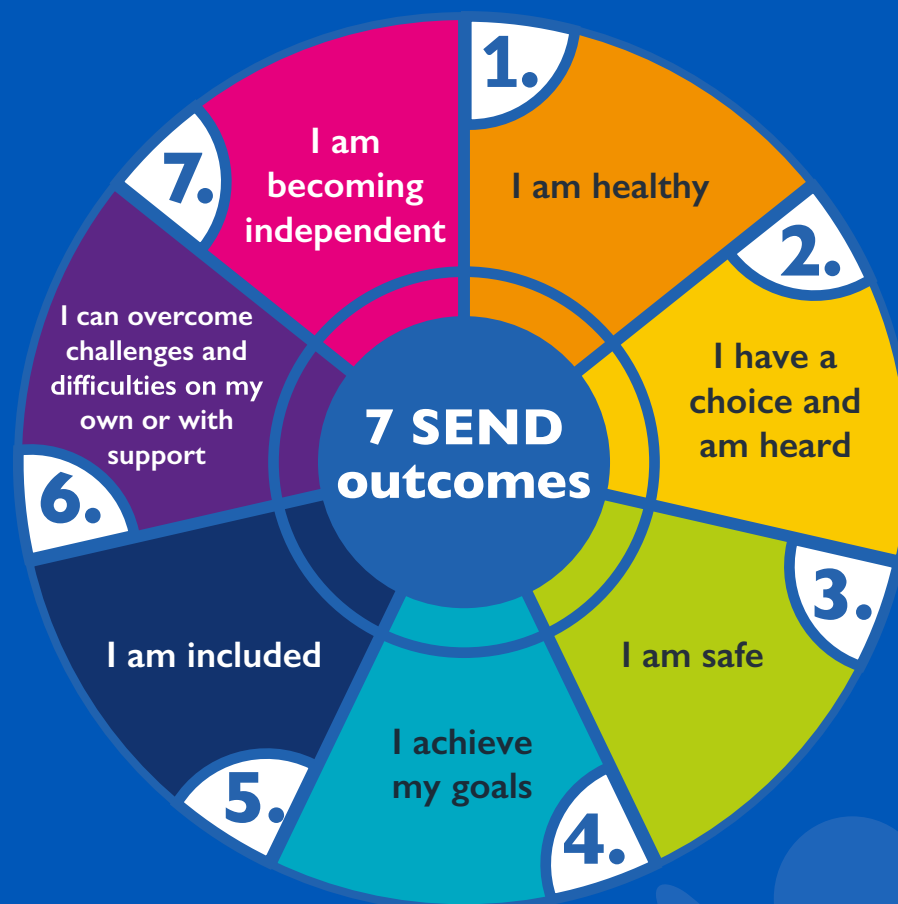 7 SEND
outcomes
1.
I am healthy
2.
I have a
choice and
am heard
3.
I am safe
4.
I achieve
my goals
5.
I am included
6.
I can overcome
challenges and
difficulties on my
own or with
support
7.
I am
becoming
independent